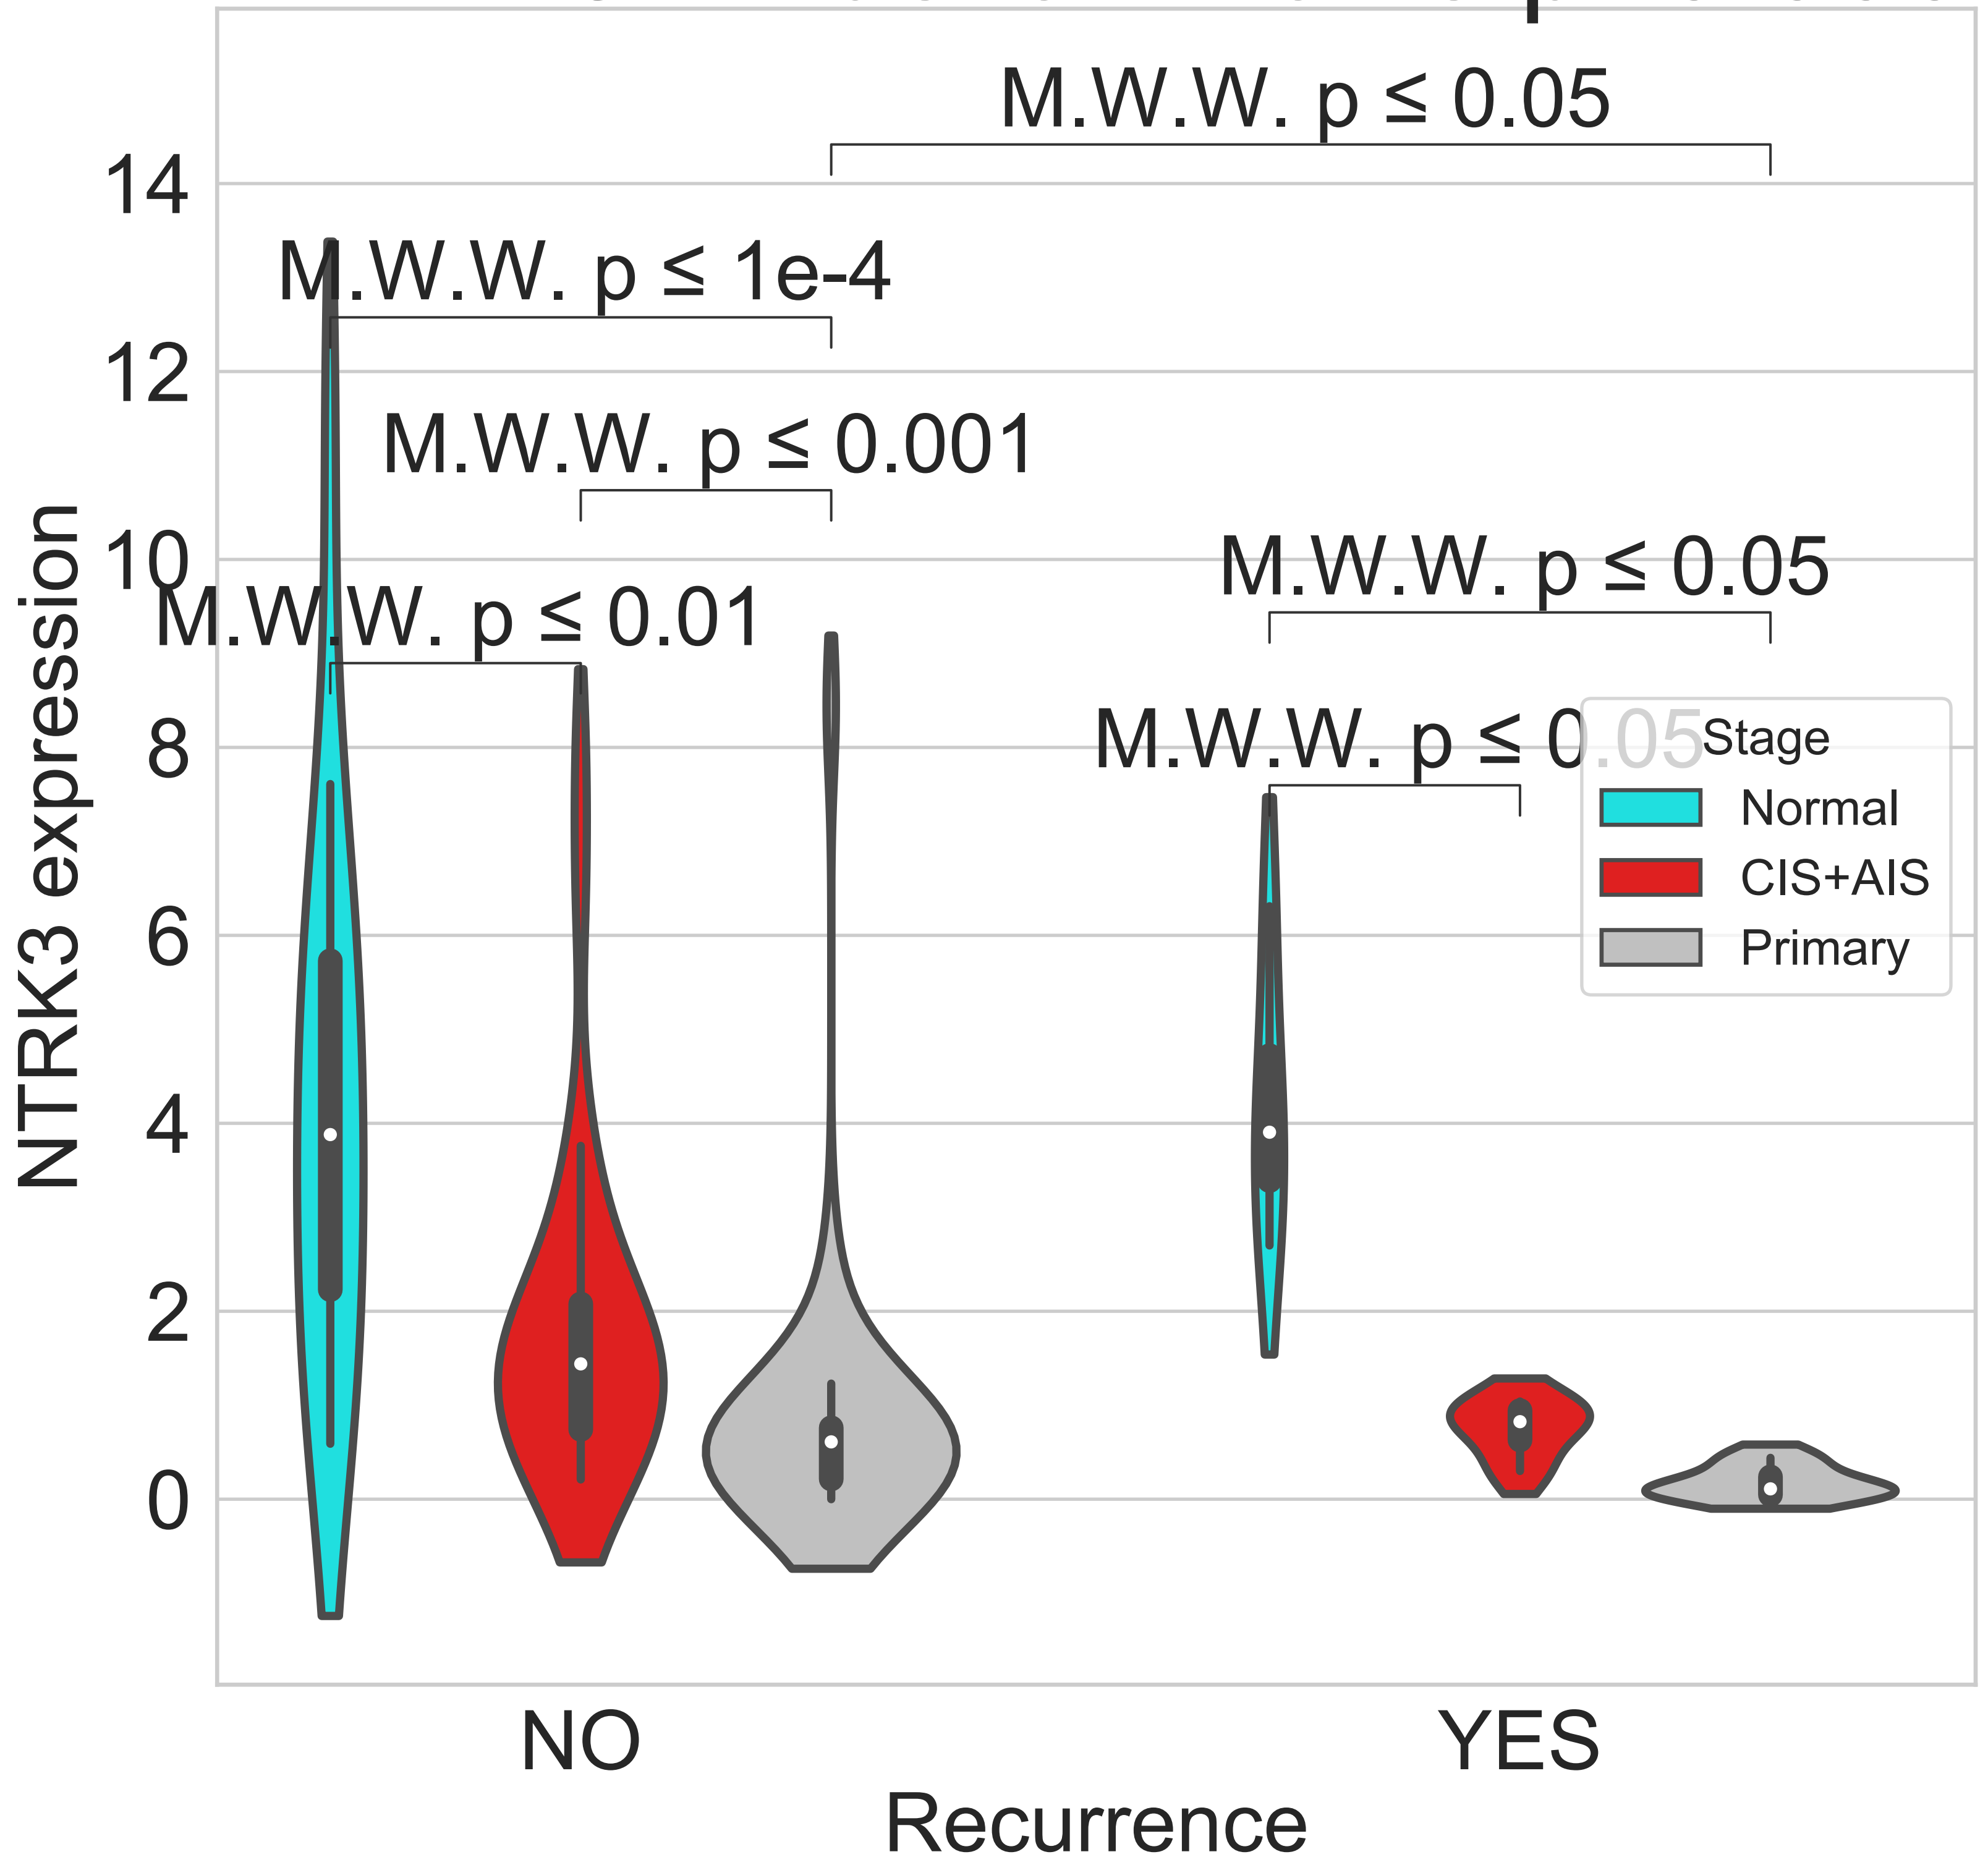 M.W.W. p ≤ 0.05
14
M.W.W. p ≤ 1e-4
12
M.W.W. p ≤ 0.001
10
M.W.W. p ≤ 0.05
M.W.W. p ≤ 0.01
8
M.W.W. p ≤ 0.05
Stage
Normal
CIS+AIS
Primary
6
4
2
0
NTRK3 expression
NO
YES
Recurrence